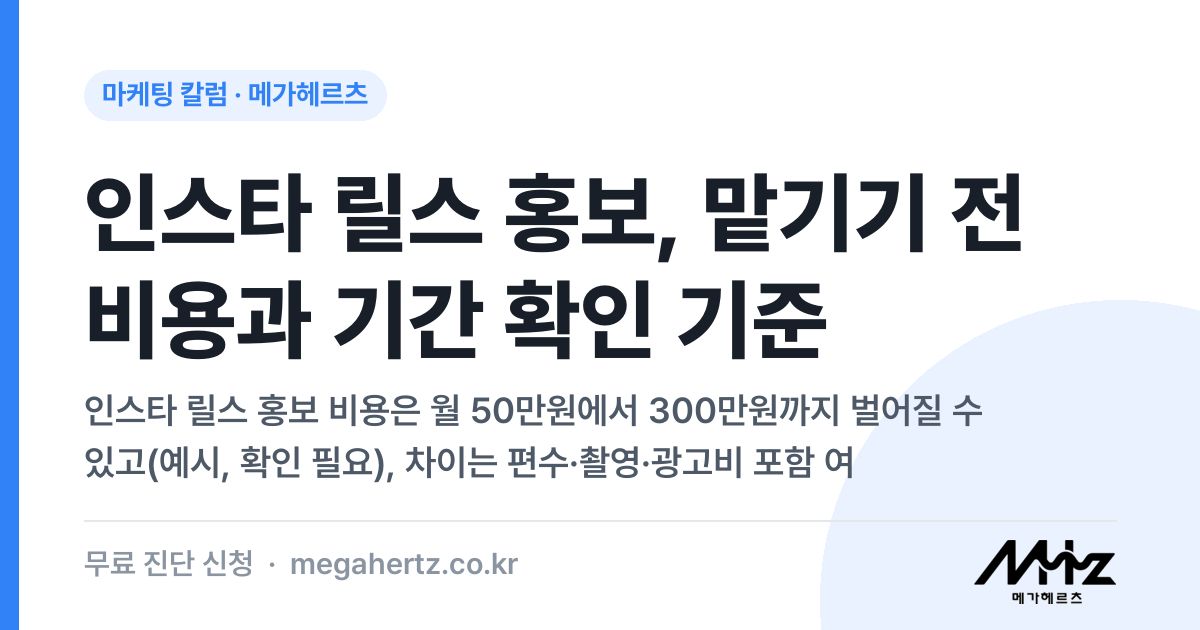 마케팅 칼럼 · 메가헤르츠
인스타 릴스 홍보, 맡기기 전
비용과 기간 확인 기준
인스타 릴스 홍보 비용은 월 50만원에서 300만원까지 벌어질 수
있고(예시, 확인 필요), 차이는 편수·촬영·광고비 포함 여
무료 진단 신청 · megahertz.co.kr
MHz
메가헤르츠